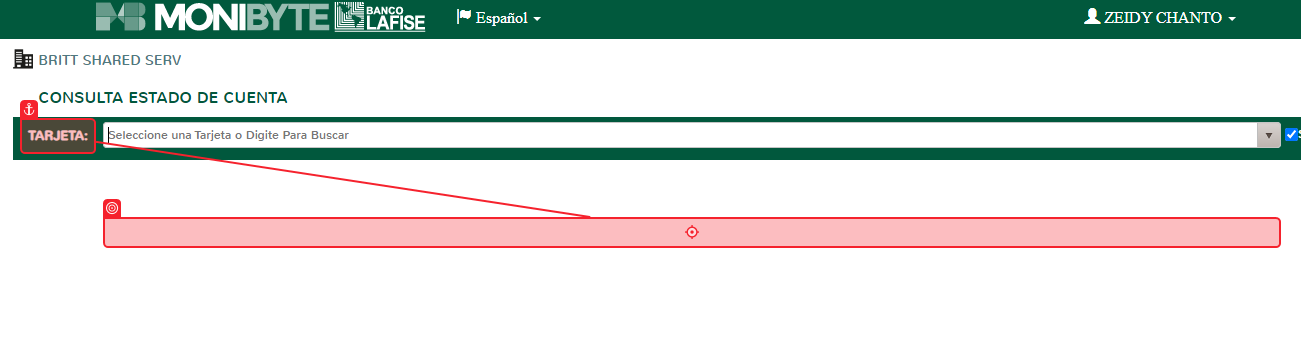 MONIBYTE BANCO LAFISE Español ZEIDY CHANTO
BRITT SHARED SERV
CONSULTA ESTADO DE CUENTA
TARJETA: Seleccione una Tarjeta o Digite Para Buscar